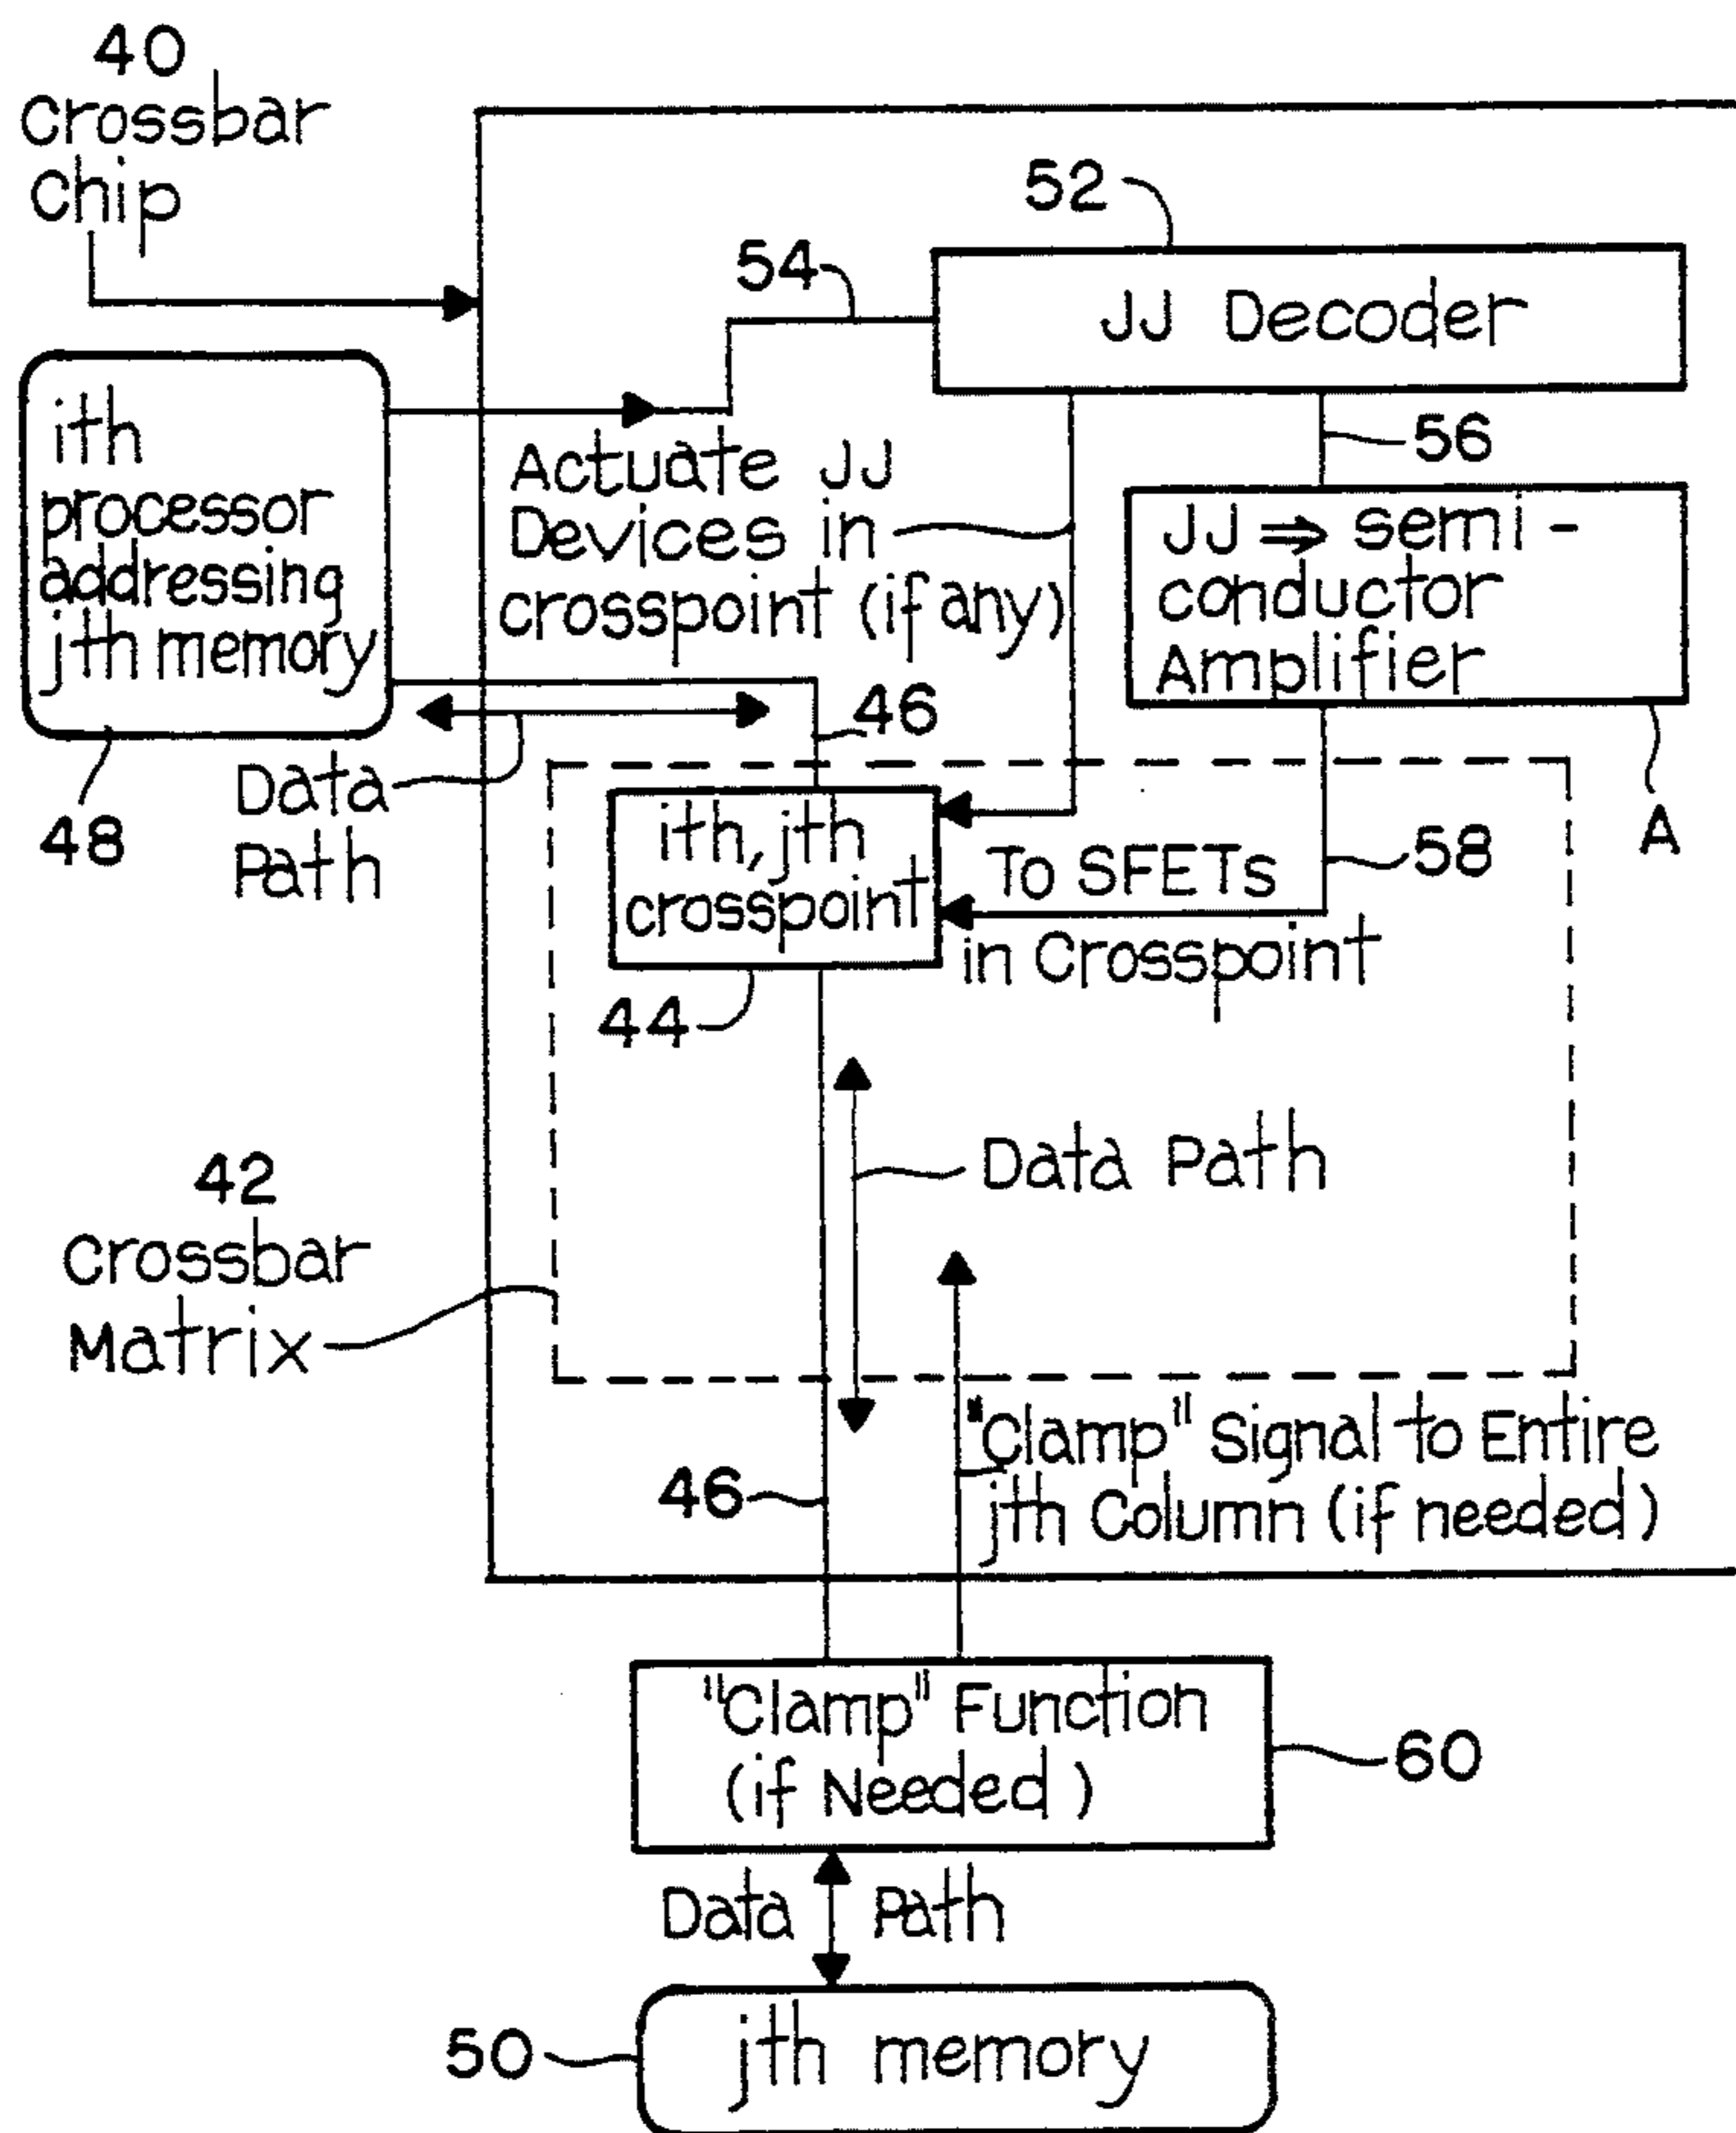 40
Crossbar
Chip
52
54
JJ Decoder
ith
processor
addressing
jth memory
Actuate JJ
Devices in
crosspoint (if any)
56
JJ ⇒ semi-
conductor
Amplifier
46
48
Data
Path
A
ith, jth
crosspoint
To SFETs
in Crosspoint
58
44
Data Path
42
Crossbar
Matrix
"Clamp" Signal to Entire
jth Column (if needed)
46
"Clamp" Function
(if Needed)
60
Data Path
50
jth memory